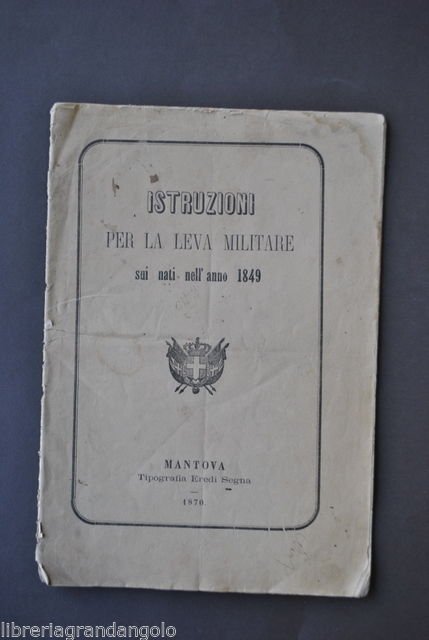 ISTRUZIONI
PER LA LEVA MILITARE
sui nati nell'anno 1849
MANTOVA
Tipografia Eredi Segna
1870.
libreriagrandangolo